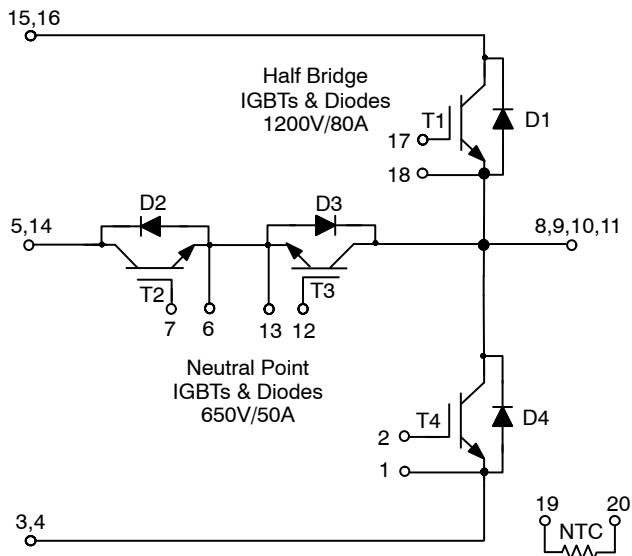 15,16
Half Bridge
IGBTs & Diodes
1200V/80A
T1
D1
17
18
D2
D3
5,14
8,9,10,11
T2
T3
7
6
13
12
Neutral Point
IGBTs & Diodes
650V/50A
T4
D4
2
1
3,4
19
20
NTC